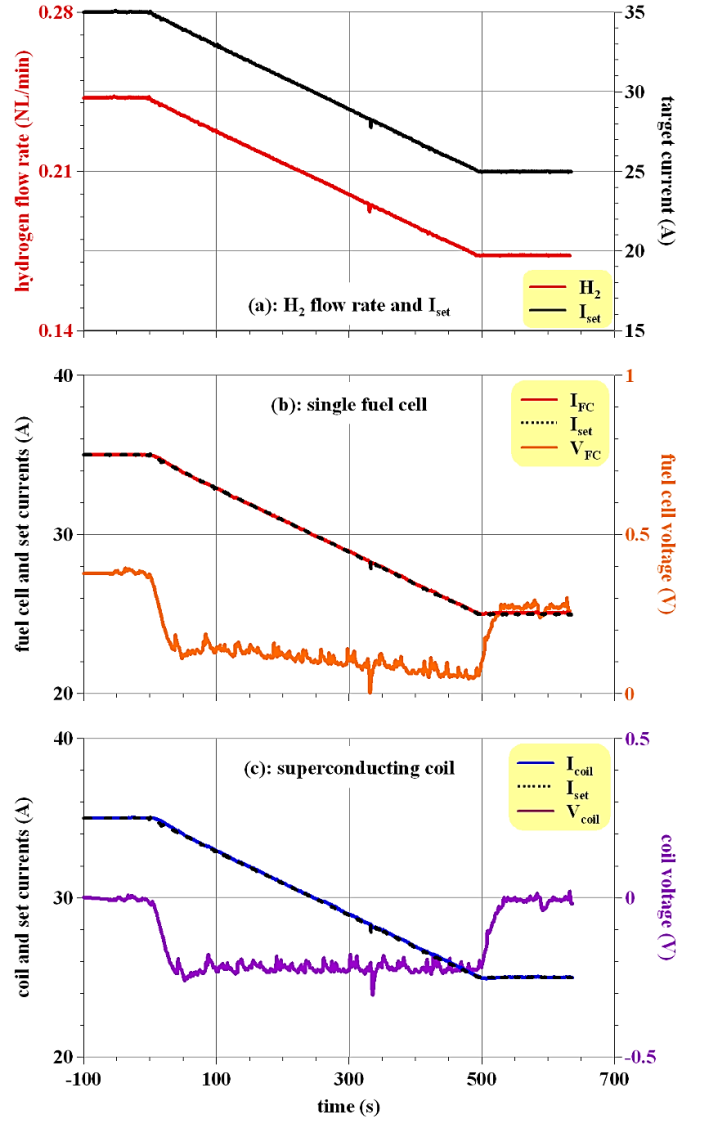 0.28
0.21
0.14
hydrogen flow rate (NL/min)
35
30
25
20
15
target current (A)
H2
Iset
(a): H2 flow rate and Iset
40
30
20
fuel cell and set currents (A)
1
0.5
0
fuel cell voltage (V)
(b): single fuel cell
IFC
Iset
VFC
40
30
20
coil and set currents (A)
0.5
0
-0.5
coil voltage (V)
(c): superconducting coil
Icoil
Iset
Vcoil
-100
100
300
500
700
time (s)